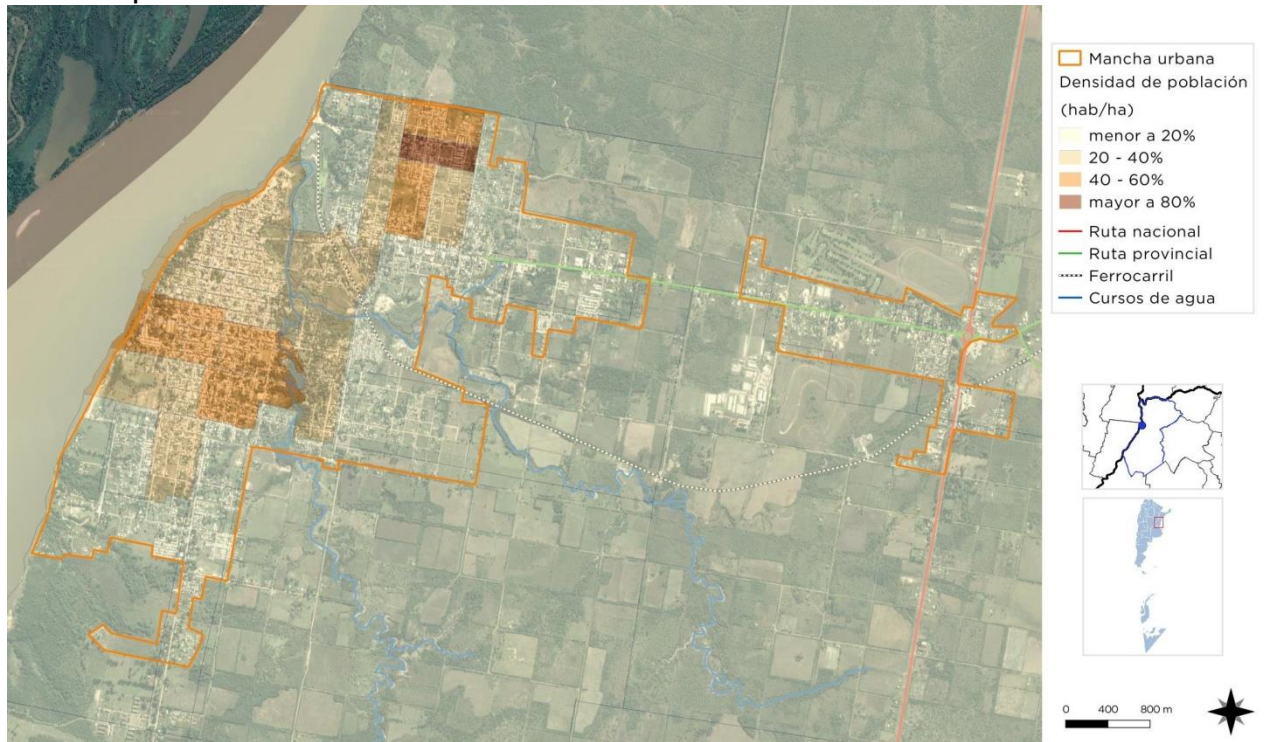 Mancha urbana
Densidad de población
(hab/ha)
menor a 20%
20 - 40%
40 - 60%
mayor a 80%
Ruta nacional
Ruta provincial
Ferrocarril
Cursos de agua
0 400 800 m